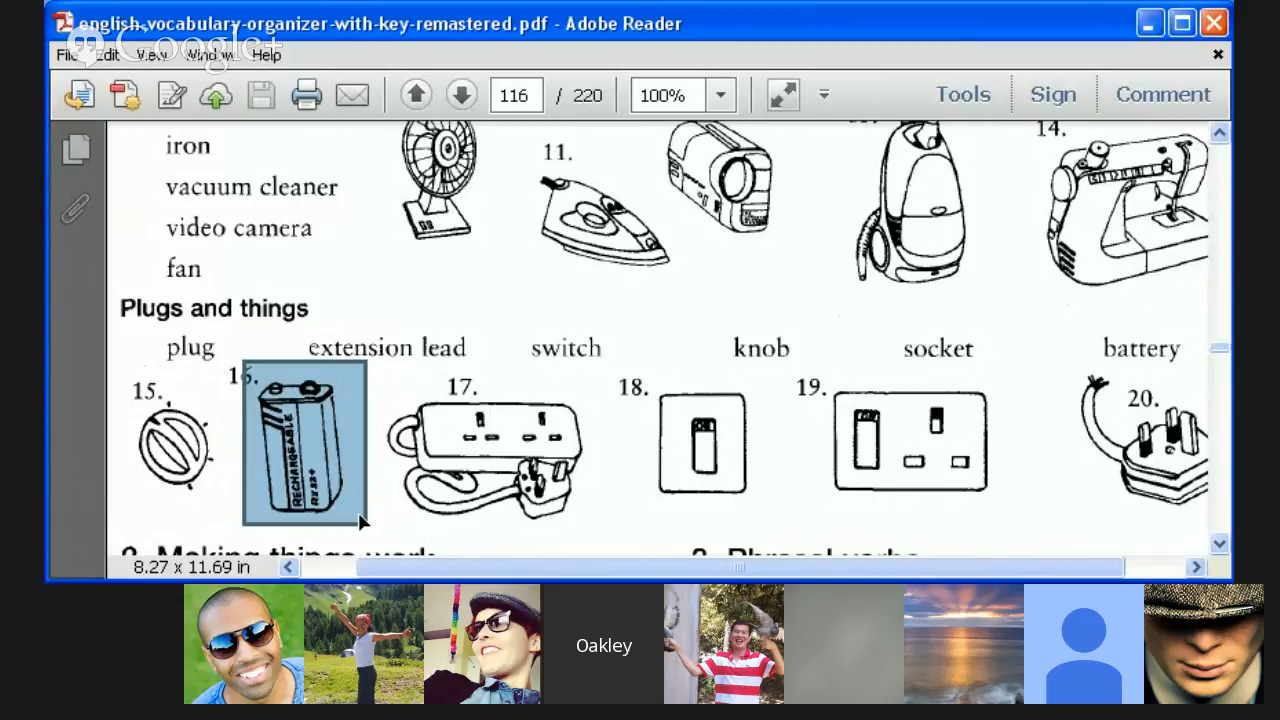 english-vocabulary-organizer-with-key-remastered.pdf - Adobe Reader
Google+
File Edit View Window Help
116 / 220 100% Tools Sign Comment
iron
vacuum cleaner
video camera
fan
11.
14.
Plugs and things
plug extension lead switch knob socket battery
15. 16. 17. 18. 19. 20.
RECHARGEABLE
8.27 x 11.69 in
Oakley